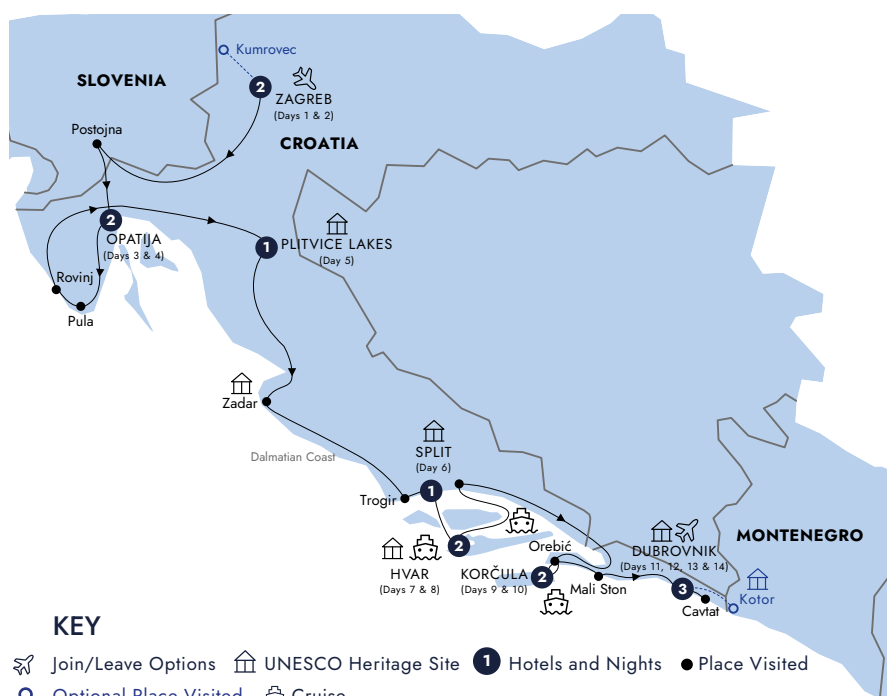 Kumrovec
SLOVENIA
2
ZAGREB
(Days 1 & 2)
Postojna
CROATIA
2
OPATIJA
(Days 3 & 4)
1
PLITVICE LAKES
(Day 5)
Rovinj
Pula
Zadar
Dalmatian Coast
SPLIT
(Day 6)
1
Trogir
2
HVAR
(Days 7 & 8)
Orebić
KORČULA
(Days 9 & 10)
2
Mali Ston
DUBROVNIK
(Days 11, 12, 13 & 14)
3
Cavtat
MONTENEGRO
Kotor
KEY
Join/Leave Options UNESCO Heritage Site 1 Hotels and Nights Place Visited
Optional Place Visited Cruise